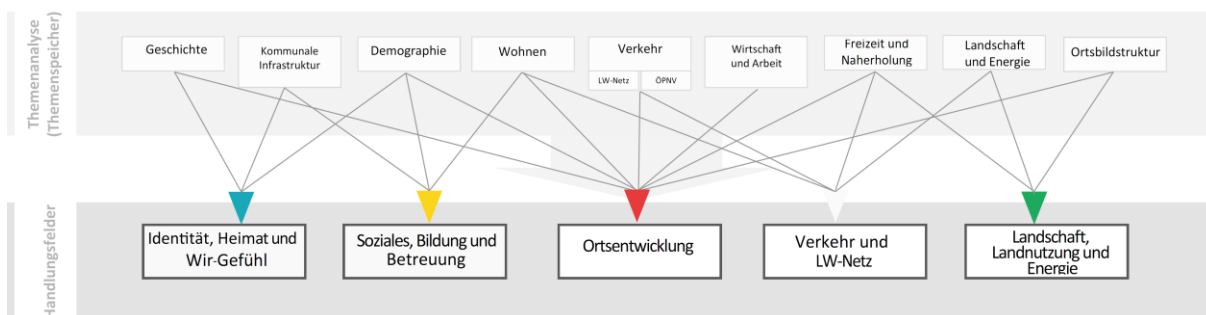 Themenanalyse
(Themenspeicher)
Geschichte
Kommunale
Infrastruktur
Demographie
Wohnen
Verkehr
LW-Netz
ÖPNV
Wirtschaft
und Arbeit
Freizeit und
Naherholung
Landschaft
und Energie
Ortsbildstruktur
Handlungsfelder
Identität, Heimat und
Wir-Gefühl
Soziales, Bildung und
Betreuung
Ortsentwicklung
Verkehr und
LW-Netz
Landschaft,
Landnutzung und
Energie